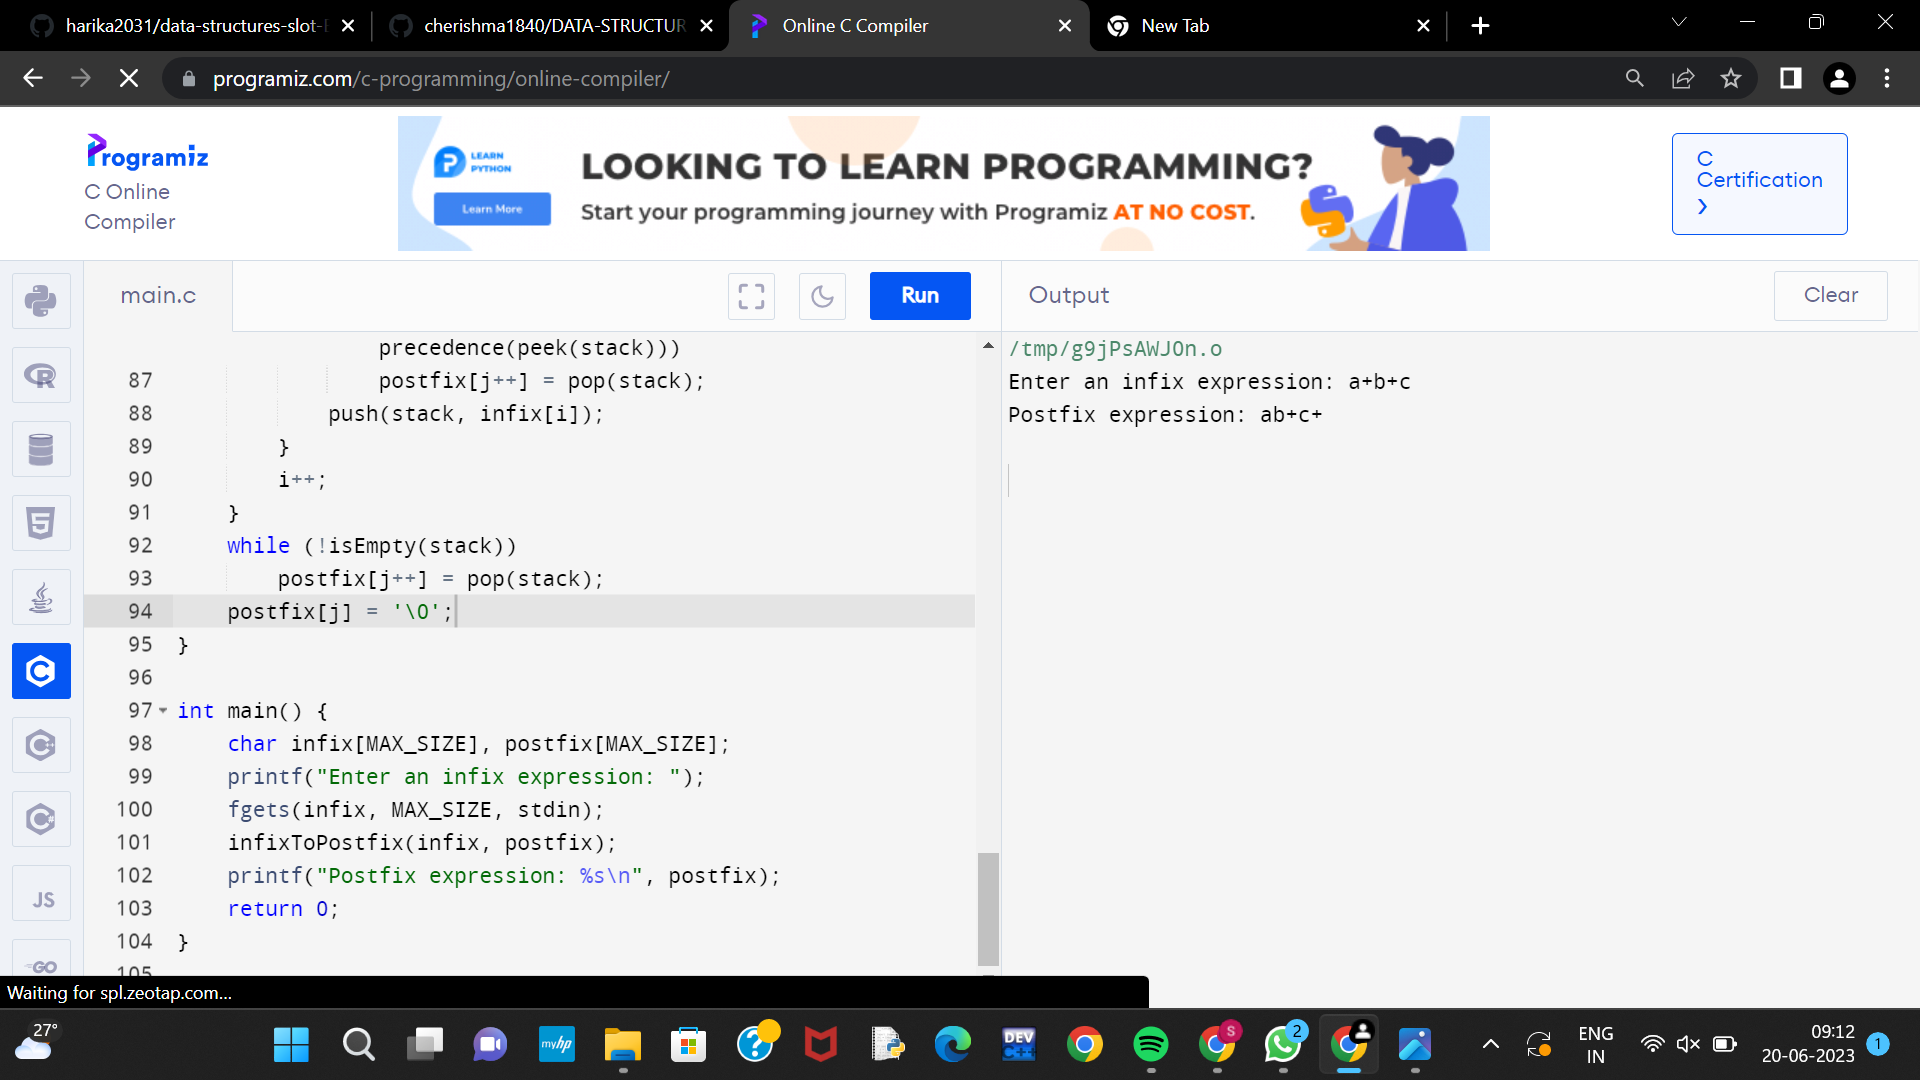 harika2031/data-structures-slot-
cherishma1840/DATA-STRUCTUR
Online C Compiler
New Tab
programiz.com/c-programming/online-compiler/
Programiz
C Online
Compiler
LEARN
PYTHON
Learn More
LOOKING TO LEARN PROGRAMMING?
Start your programming journey with Programiz AT NO COST.
C
Certification
>
main.c
Run
Output
Clear
precedence(peek(stack)))
87 postfix[j++] = pop(stack);
88 push(stack, infix[i]);
89 }
90 i++;
91 }
92 while (!isEmpty(stack))
93 postfix[j++] = pop(stack);
94 postfix[j] = '\0';
95 }
96
97 int main() {
98 char infix[MAX_SIZE], postfix[MAX_SIZE];
99 printf("Enter an infix expression: ");
100 fgets(infix, MAX_SIZE, stdin);
101 infixToPostfix(infix, postfix);
102 printf("Postfix expression: %s\n", postfix);
103 return 0;
104 }
105
/tmp/g9jPsAWJOn.o
Enter an infix expression: a+b+c
Postfix expression: ab+c+
R
5
C
C++
C#
JS
GO
Waiting for spl.zeotap.com...
27°
myhp
DEV
C++
S
2
ENG
IN
09:12
20-06-2023
1